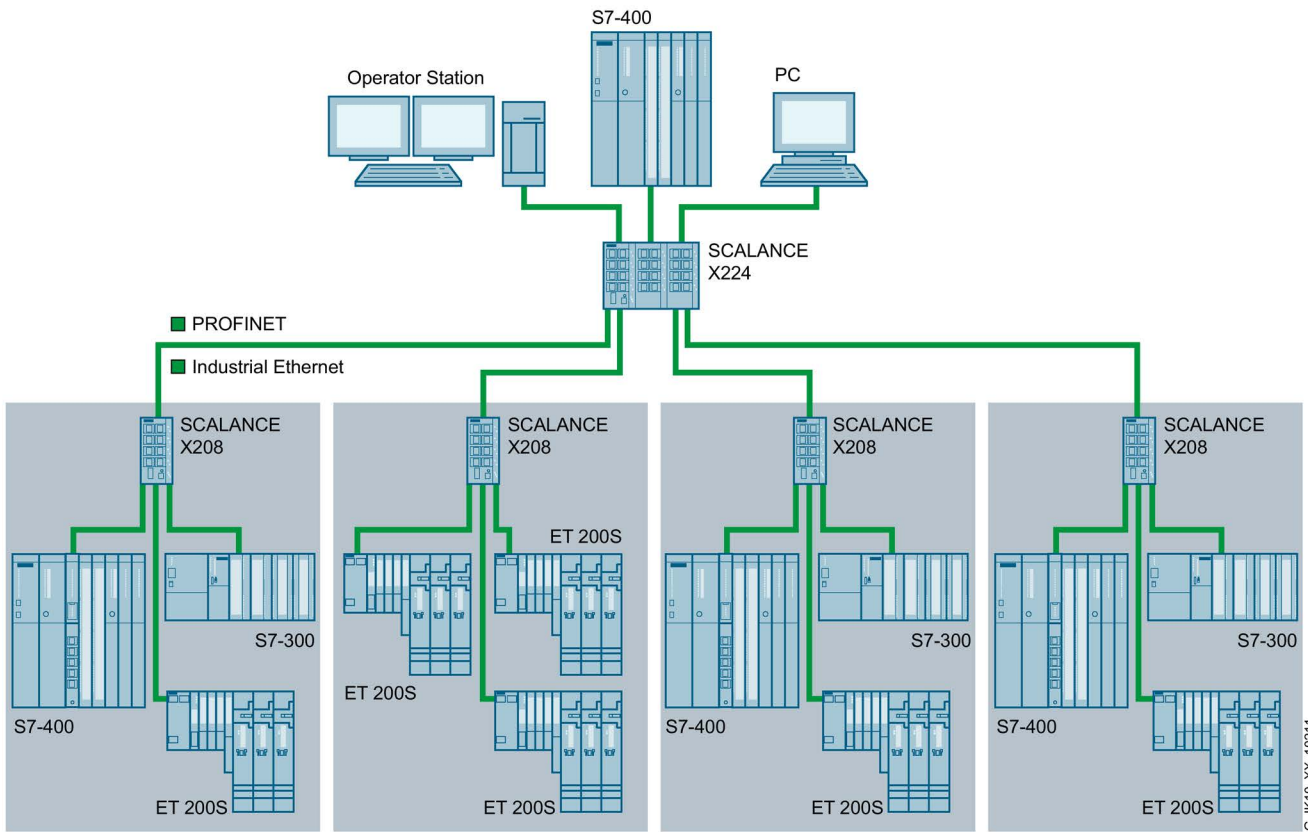 S7-400
Operator Station
PC
SCALANCE
X224
PROFINET
Industrial Ethernet
SCALANCE
X208
S7-300
S7-400
ET 200S
SCALANCE
X208
ET 200S
ET 200S
ET 200S
SCALANCE
X208
S7-300
S7-400
ET 200S
SCALANCE
X208
S7-300
S7-400
ET 200S